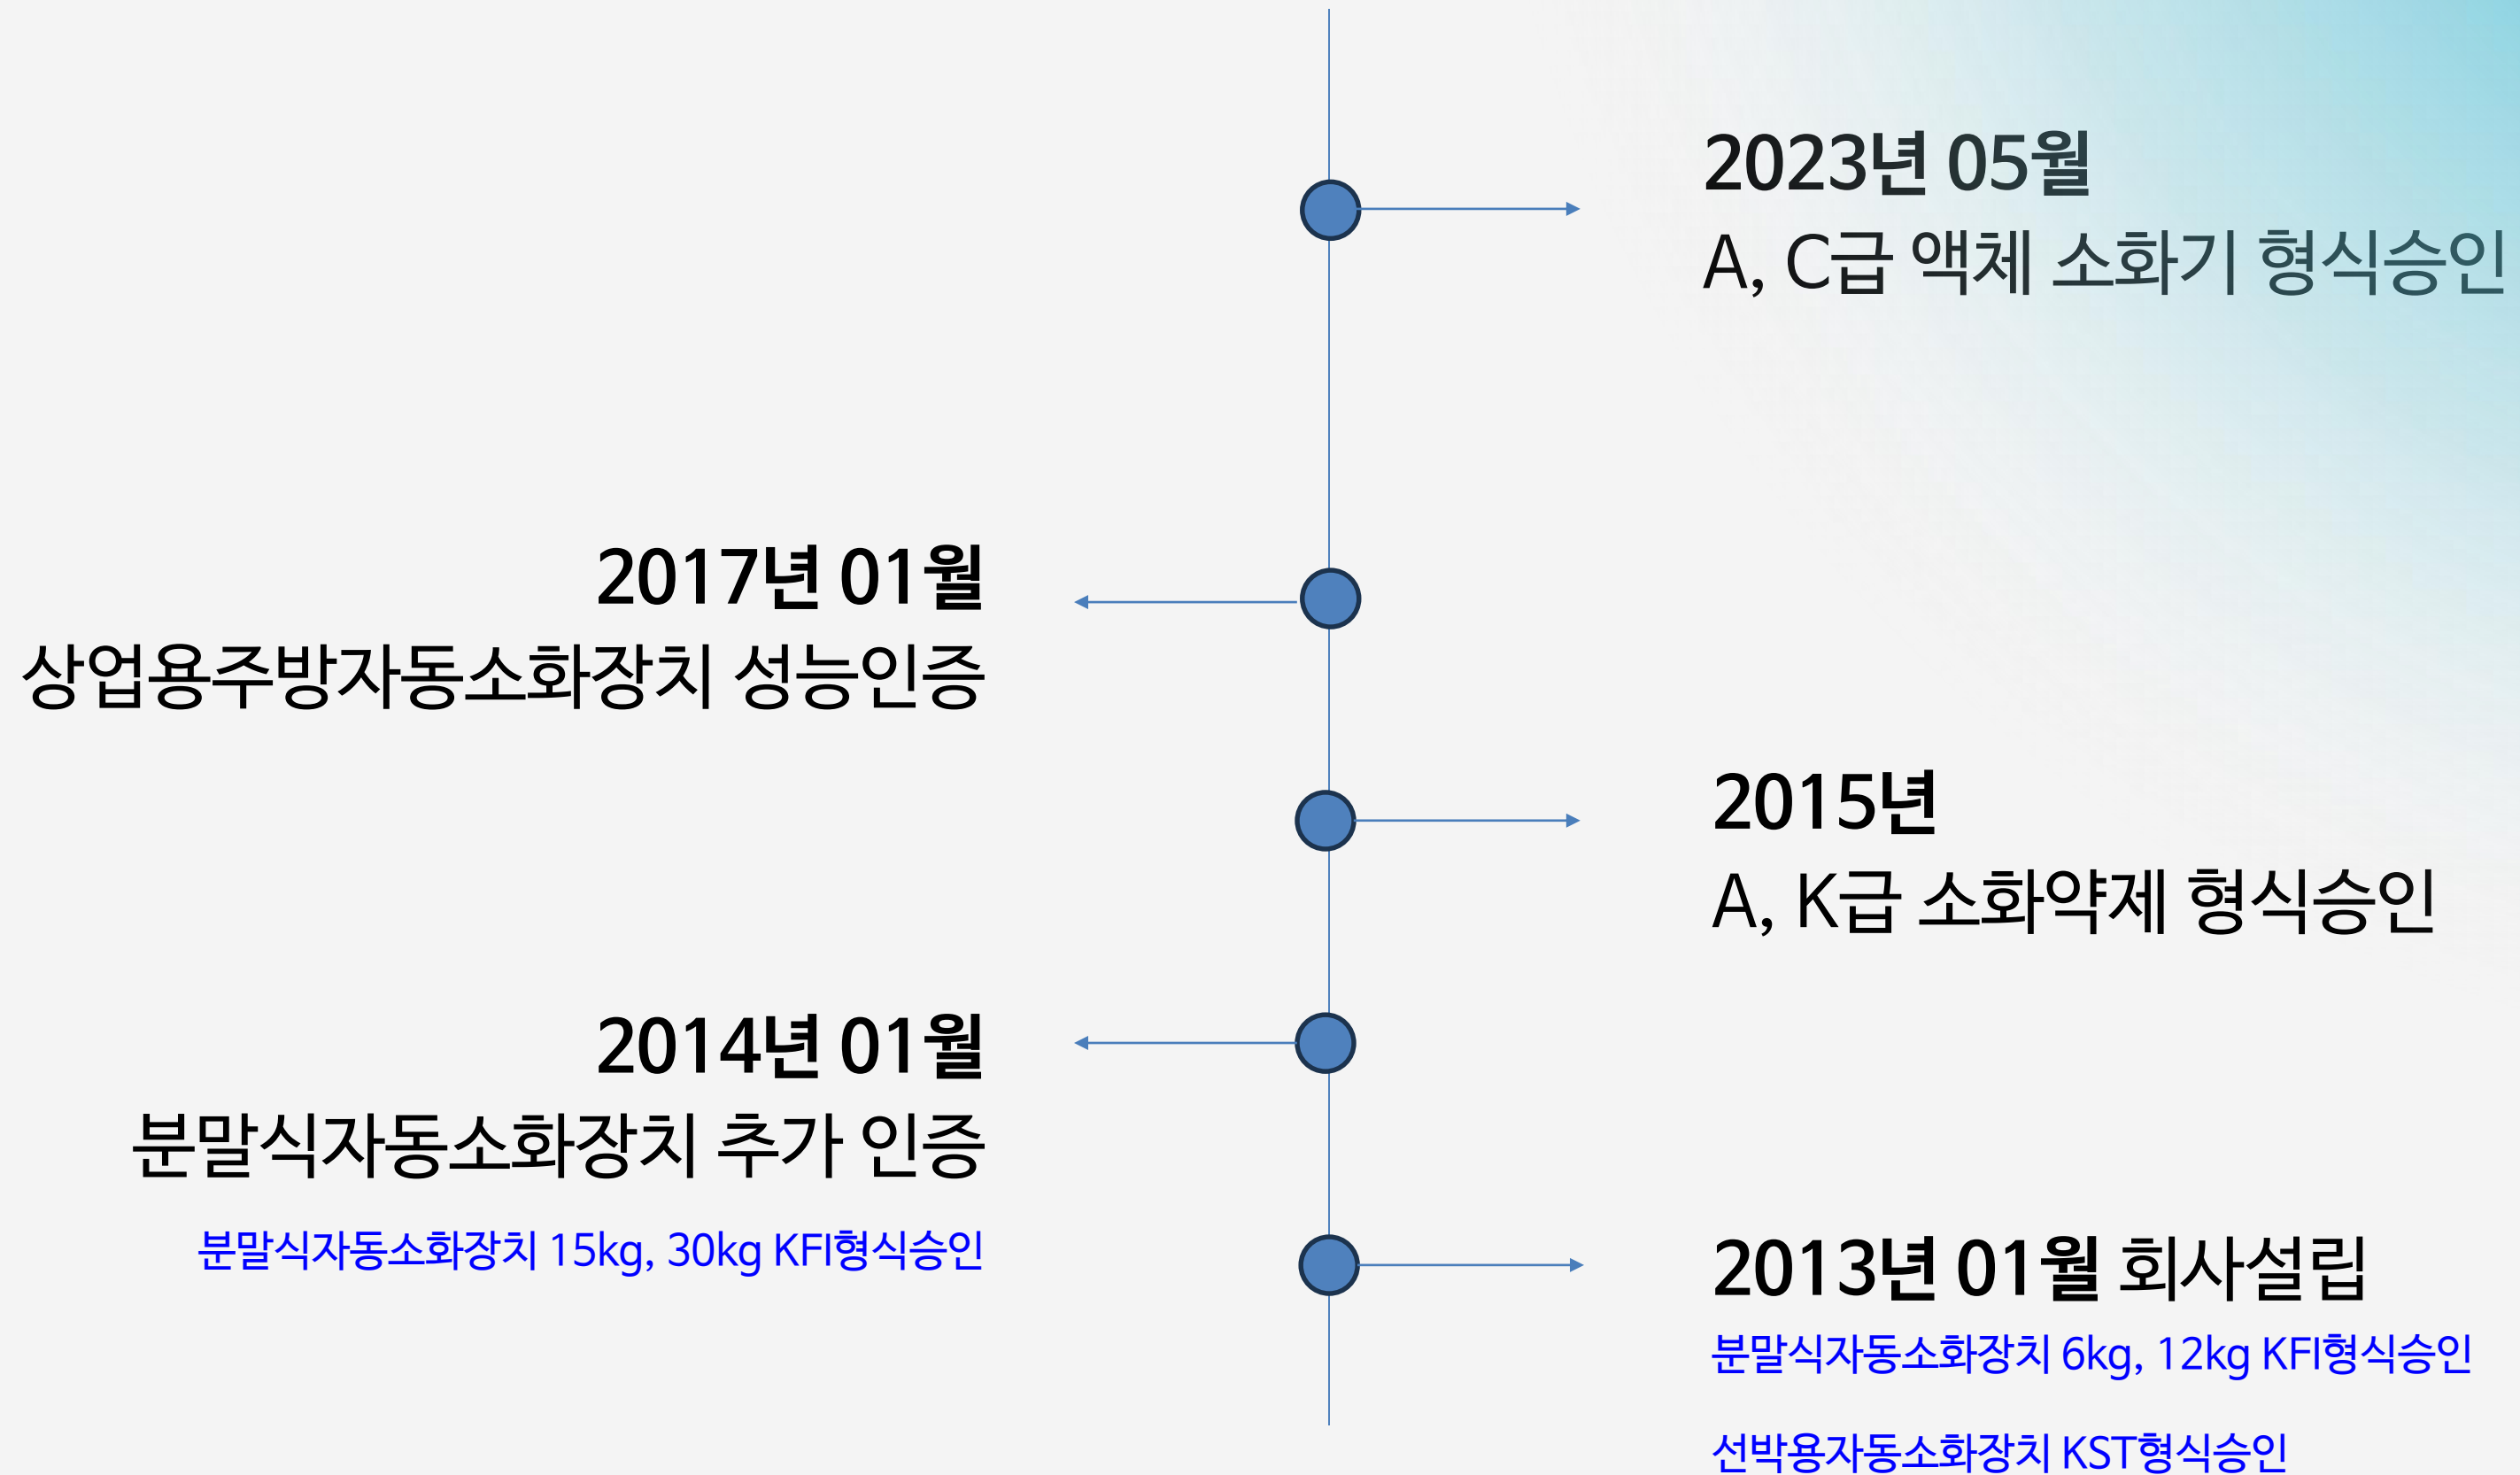 2023년 05월
A, C급 액체 소화기 형식승인
2017년 01월
상업용주방자동소화장치 성능인증
2015년
A, K급 소화약제 형식승인
2014년 01월
분말식자동소화장치 추가 인증
분말식자동소화장치 15kg, 30kg KFI형식승인
2013년 01월 회사설립
분말식자동소화장치 6kg, 12kg KFI형식승인
선박용자동소화장치 KST형식승인